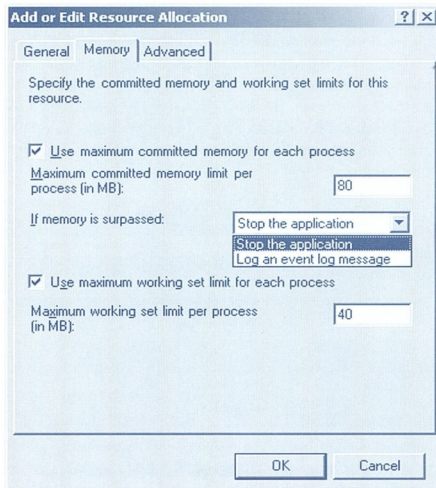 Add or Edit Resource Allocation
General Memory Advanced
Specify the committed memory and working set limits for this
resource.
Use maximum committed memory for each process
Maximum committed memory limit per
process (in MB):
80
If memory is surpassed:
Stop the application
Stop the application
Log an event log message
Use maximum working set limit for each process
Maximum working set limit per process
(in MB):
40
OK Cancel